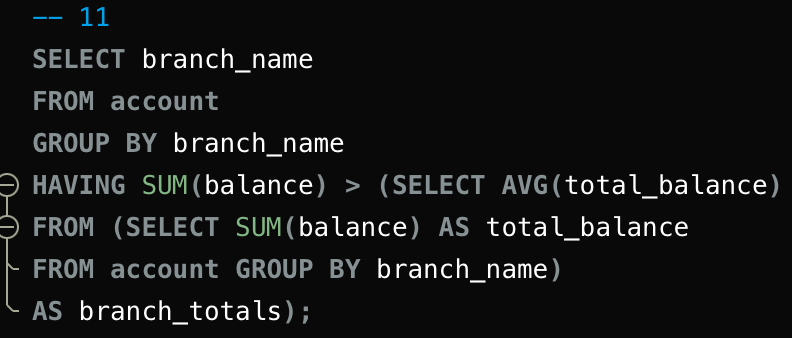 -- 11
SELECT branch_name
FROM account
GROUP BY branch_name
HAVING SUM(balance) > (SELECT AVG(total_balance)
FROM (SELECT SUM(balance) AS total_balance
FROM account GROUP BY branch_name)
AS branch_totals);